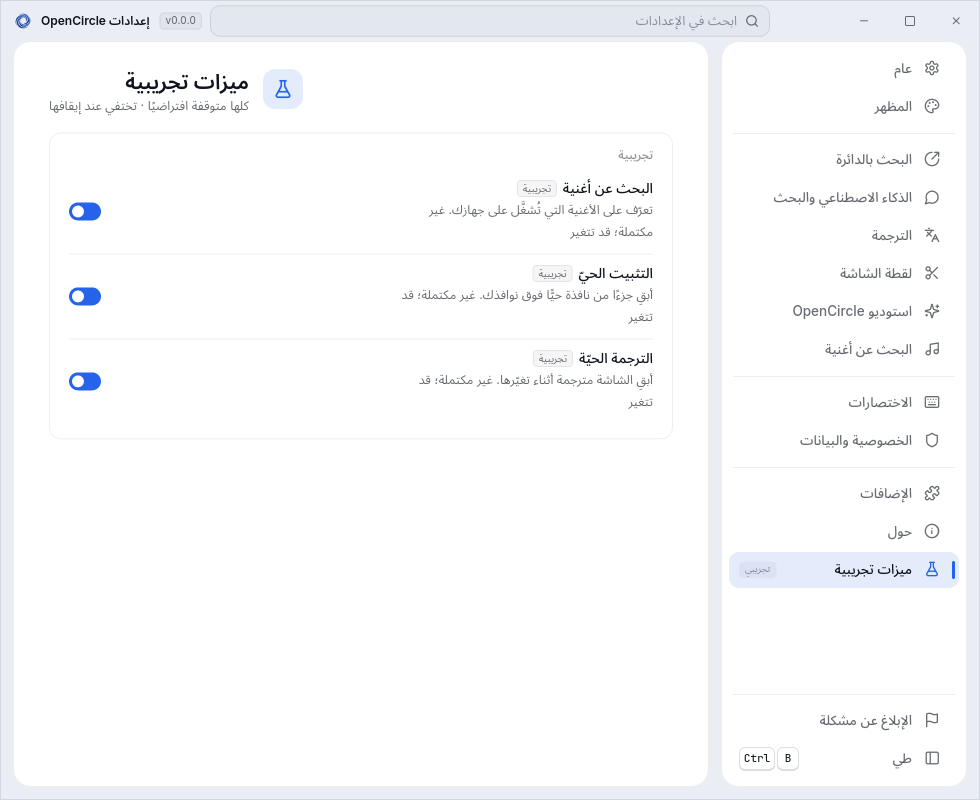 إعدادات OpenCircle
v0.0.0
ابحث في الإعدادات
عام
المظهر
البحث بالدائرة
الذكاء الاصطناعي والبحث
الترجمة
لقطة الشاشة
استوديو OpenCircle
البحث عن أغنية
الاختصارات
الخصوصية والبيانات
الإضافات
حول
ميزات تجريبية تجريبي
الإبلاغ عن مشكلة
طي Ctrl B
ميزات تجريبية
كلها متوقفة افتراضيًا · تختفي عند إيقافها
تجريبية
البحث عن أغنية تجريبية
تعرّف على الأغنية التي تُشغَّل على جهازك. غير
مكتملة؛ قد تتغير
التثبيت الحيّ تجريبية
أبقِ جزءًا من نافذة حيًّا فوق نوافذك. غير مكتملة؛ قد
تتغير
الترجمة الحيّة تجريبية
أبقِ الشاشة مترجمة أثناء تغيّرها. غير مكتملة؛ قد
تتغير